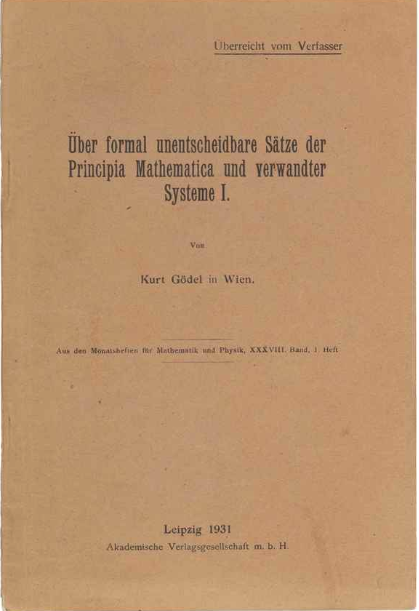 Überreicht vom Verfasser
Über formal unentscheidbare Sätze der
Principia Mathematica und verwandter
Systeme I.
Von
Kurt Gödel in Wien.
Aus den Monatsheften für Mathematik und Physik, XXXVIII. Band, 1. Heft
Leipzig 1931
Akademische Verlagsgesellschaft m. b. H.